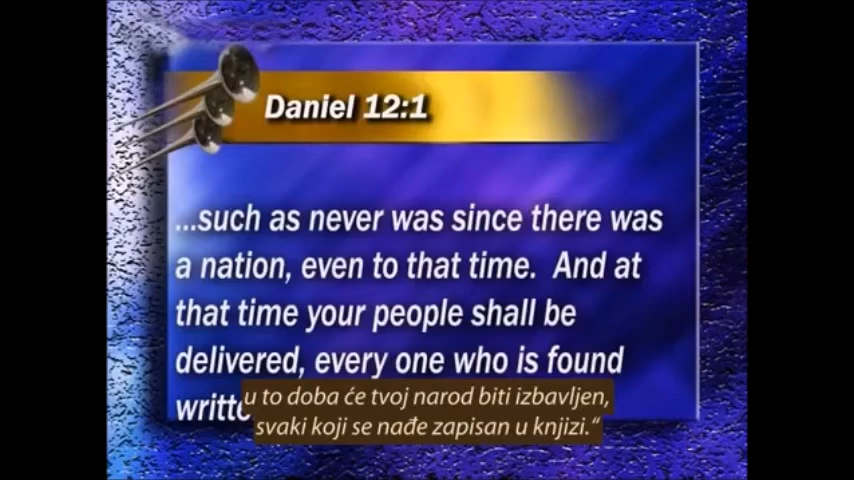 Daniel 12:1
...such as never was since there was
a nation, even to that time. And at
that time your people shall be
delivered, every one who is found
u to doba će tvoj narod biti izbavljen,
svaki koji se nađe zapisan u knjizi.“